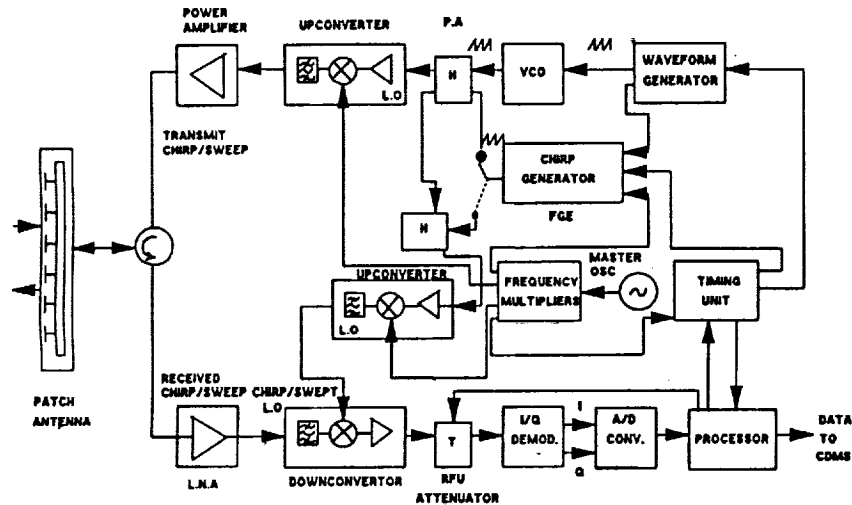 POWER
AMPLIFIER
UPCONVERTER
P.A
L.O
H
VCO
WAVEFORM
GENERATOR
TRANSMIT
CHIRP/SWEEP
CHIRP
GENERATOR
FGE
H
UPCONVERTER
L.O
FREQUENCY
MULTIPLIERS
MASTER
OSC
TIMING
UNIT
PATCH
ANTENNA
RECEIVED
CHIRP/SWEEP
CHIRP/SWEPT
L.O
L.N.A
DOWNCONVERTOR
T
RFU
ATTENUATOR
I/Q
DEMOD.
I
Q
A/D
CONV.
PROCESSOR
DATA
TO
CDMS